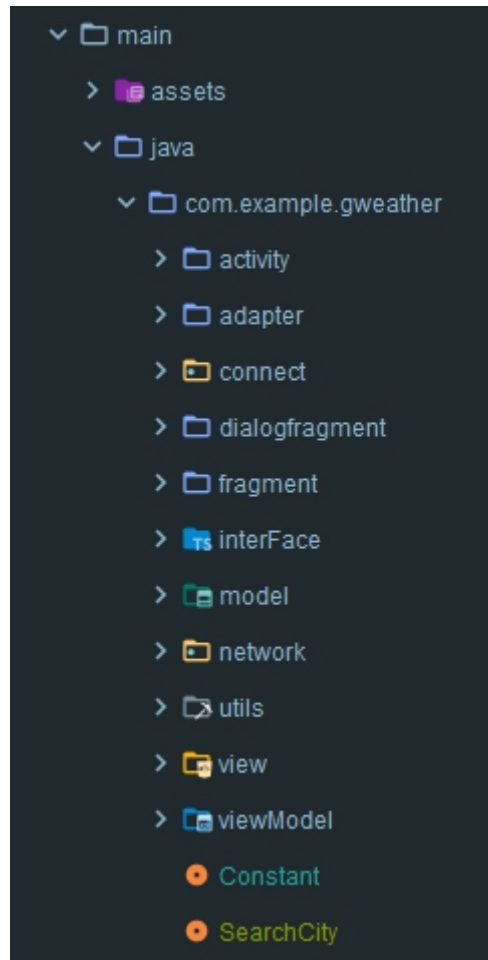 main
assets
java
com.example.gweather
activity
adapter
connect
dialogfragment
fragment
TS interFace
model
network
utils
view
viewModel
Constant
SearchCity